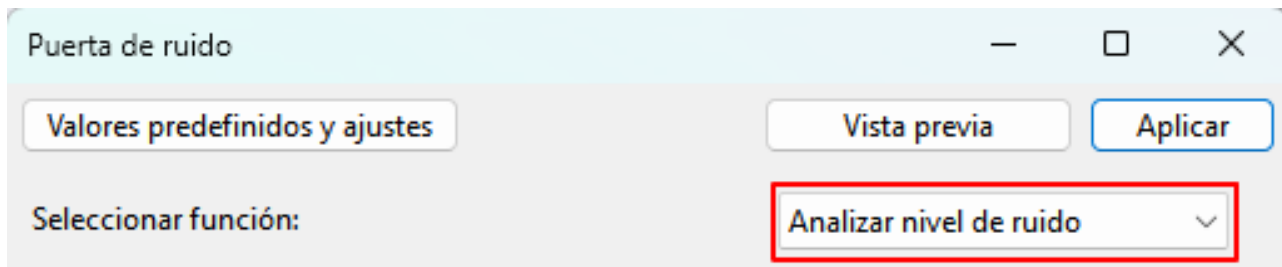 Puerta de ruido
Valores predefinidos y ajustes Vista previa Aplicar
Seleccionar función: Analizar nivel de ruido